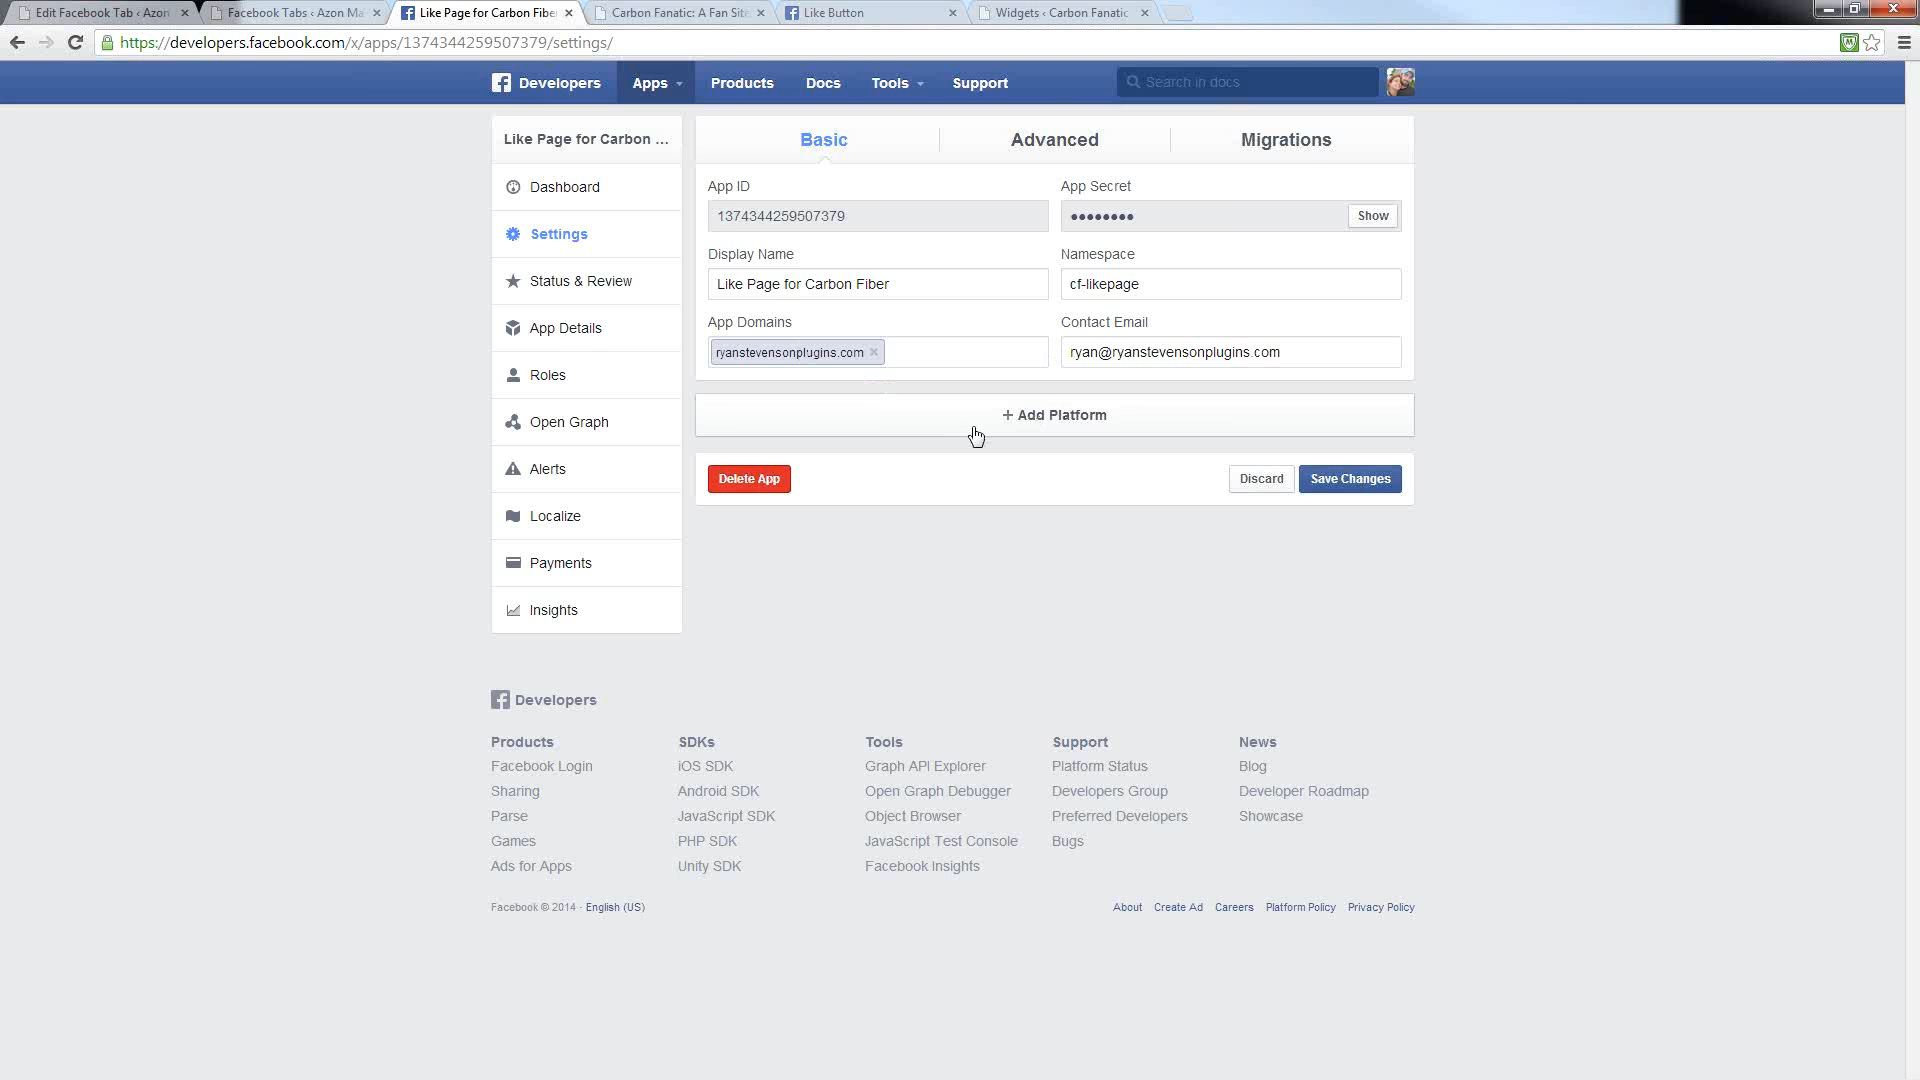 Edit Facebook Tab ‹ Azon
Facebook Tabs ‹ Azon Ma
Like Page for Carbon Fibe
Carbon Fanatic: A Fan Site
Like Button
Widgets ‹ Carbon Fanatic
https://developers.facebook.com/x/apps/1374344259507379/settings/
Developers
Apps
Products
Docs
Tools
Support
Search in docs
Like Page for Carbon ...
Dashboard
Settings
Status & Review
App Details
Roles
Open Graph
Alerts
Localize
Payments
Insights
Basic
Advanced
Migrations
App ID
App Secret
1374344259507379
••••••••
Show
Display Name
Namespace
Like Page for Carbon Fiber
cf-likepage
App Domains
Contact Email
ryanstevensonplugins.com
ryan@ryanstevensonplugins.com
+ Add Platform
Delete App
Discard
Save Changes
Developers
Products
Facebook Login
Sharing
Parse
Games
Ads for Apps
SDKs
iOS SDK
Android SDK
JavaScript SDK
PHP SDK
Unity SDK
Tools
Graph API Explorer
Open Graph Debugger
Object Browser
JavaScript Test Console
Facebook Insights
Support
Platform Status
Developers Group
Preferred Developers
Bugs
News
Blog
Developer Roadmap
Showcase
Facebook © 2014 · English (US)
About
Create Ad
Careers
Platform Policy
Privacy Policy